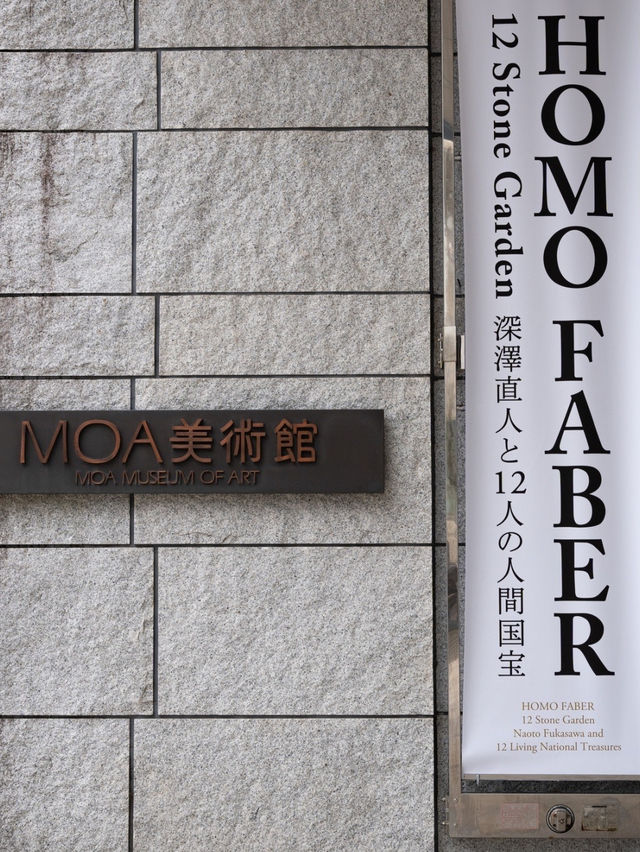 MOA美術館
MOA MUSEUM OF ART
HOMO FABER
12 Stone Garden 深澤直人と12人の人間国宝
HOMO FABER
12 Stone Garden
Naoto Fukasawa and
12 Living National Treasures